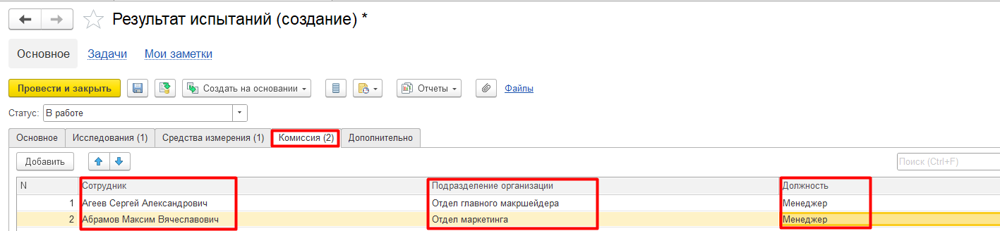 Результат испытаний (создание) *
Основное Задачи Мои заметки
Провести и закрыть Создать на основании Отчеты Файлы
Статус: В работе
Основное Исследования (1) Средства измерения (1) Комиссия (2) Дополнительно
Добавить Поиск (Ctrl+F)
N Сотрудник Подразделение организации Должность
1 Агеев Сергей Александрович Отдел главного макршейдера Менеджер
2 Абрамов Максим Вячеславович Отдел маркетинга Менеджер